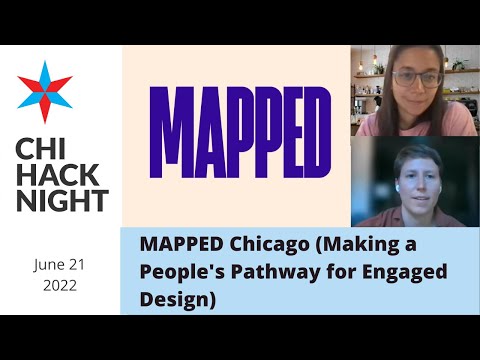 CHI
HACK
NIGHT
June 21
2022
MAPPED
MAPPED Chicago (Making a
People's Pathway for Engaged
Design)